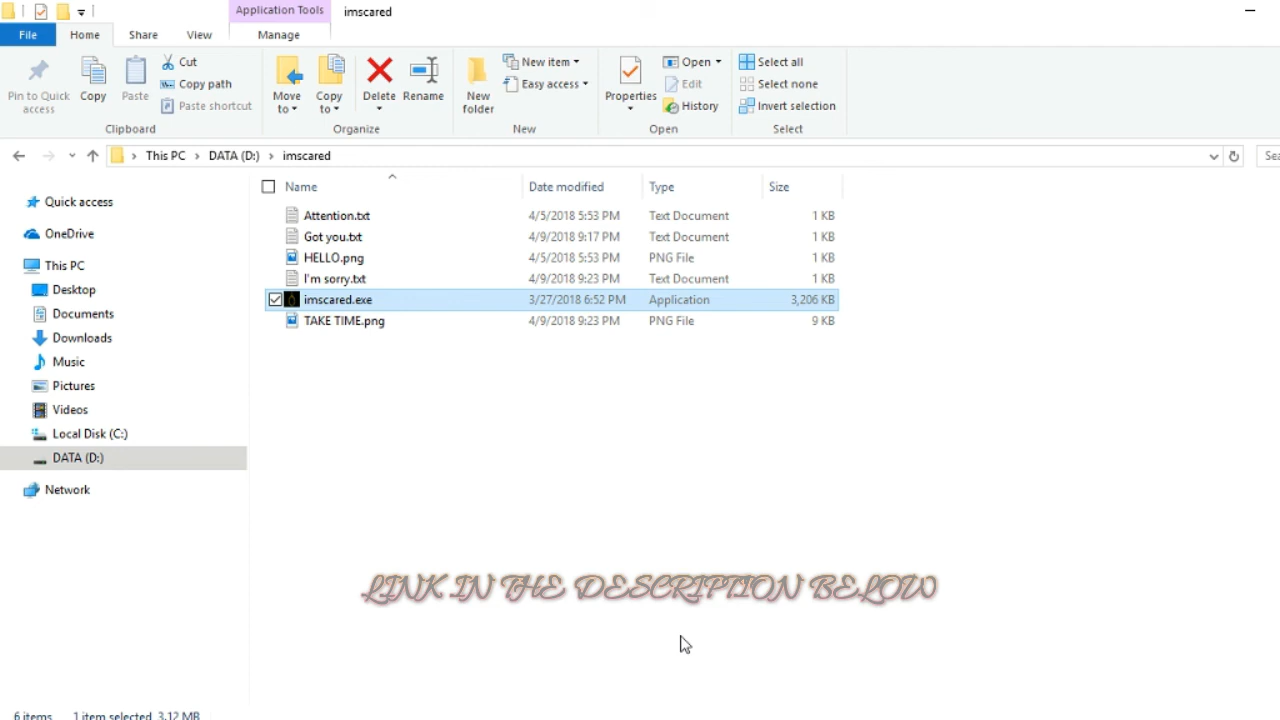 Application Tools
imscared
File
Home
Share
View
Manage
Pin to Quick access
Copy
Paste
Cut
Copy path
Paste shortcut
Clipboard
Move to
Copy to
Delete
Rename
Organize
New folder
New item
Easy access
New
Properties
Open
Edit
History
Open
Select all
Select none
Invert selection
Select
This PC > DATA (D:) > imscared
Name Date modified Type Size
Attention.txt 4/5/2018 5:53 PM Text Document 1 KB
Got you.txt 4/9/2018 9:17 PM Text Document 1 KB
HELLO.png 4/5/2018 5:53 PM PNG File 1 KB
I'm sorry.txt 4/9/2018 9:23 PM Text Document 1 KB
imscared.exe 3/27/2018 6:52 PM Application 3,206 KB
TAKE TIME.png 4/9/2018 9:23 PM PNG File 9 KB
Quick access
OneDrive
This PC
Desktop
Documents
Downloads
Music
Pictures
Videos
Local Disk (C:)
DATA (D:)
Network
LINK IN THE DESCRIPTION BELOW
6 items 1 item selected 3.12 MB